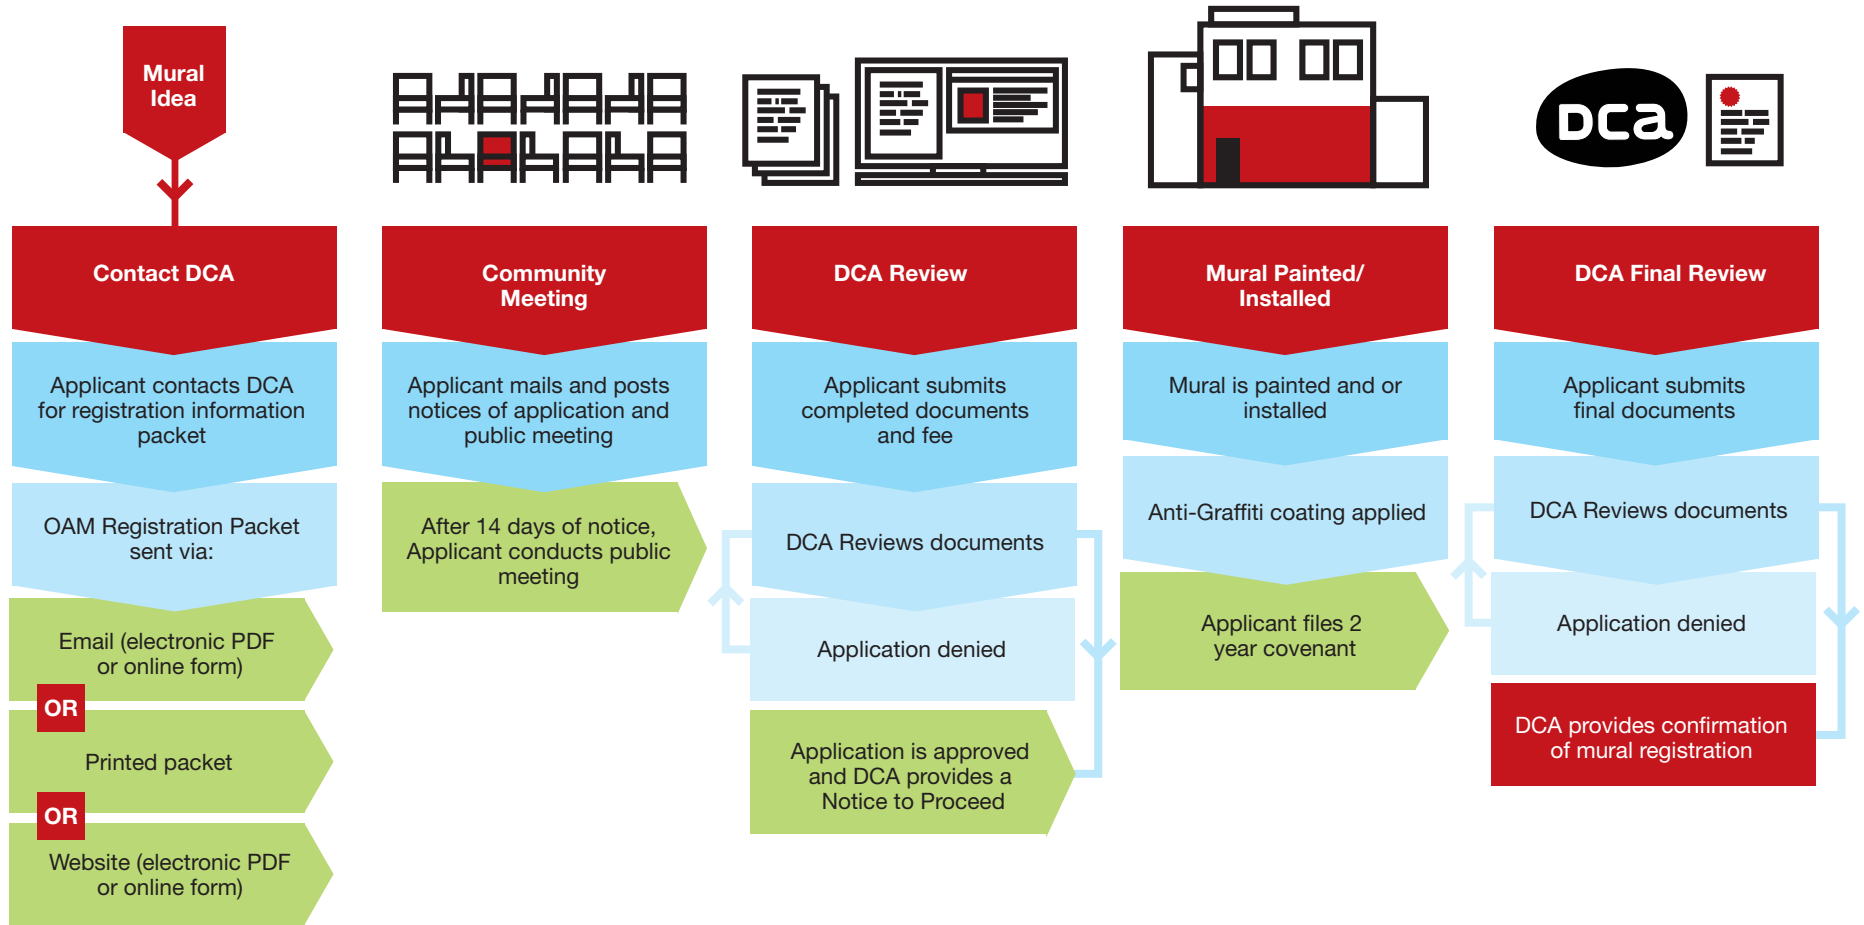 Mural
Idea
Contact DCA
Applicant contacts DCA
for registration information
packet
OAM Registration Packet
sent via:
Email (electronic PDF
or online form)
OR
Printed packet
OR
Website (electronic PDF
or online form)
Community
Meeting
Applicant mails and posts
notices of application and
public meeting
After 14 days of notice,
Applicant conducts public
meeting
DCA Review
Applicant submits
completed documents
and fee
DCA Reviews documents
Application denied
Application is approved
and DCA provides a
Notice to Proceed
Mural Painted/
Installed
Mural is painted and or
installed
Anti-Graffiti coating applied
Applicant files 2
year covenant
DCa
DCA Final Review
Applicant submits
final documents
DCA Reviews documents
Application denied
DCA provides confirmation
of mural registration